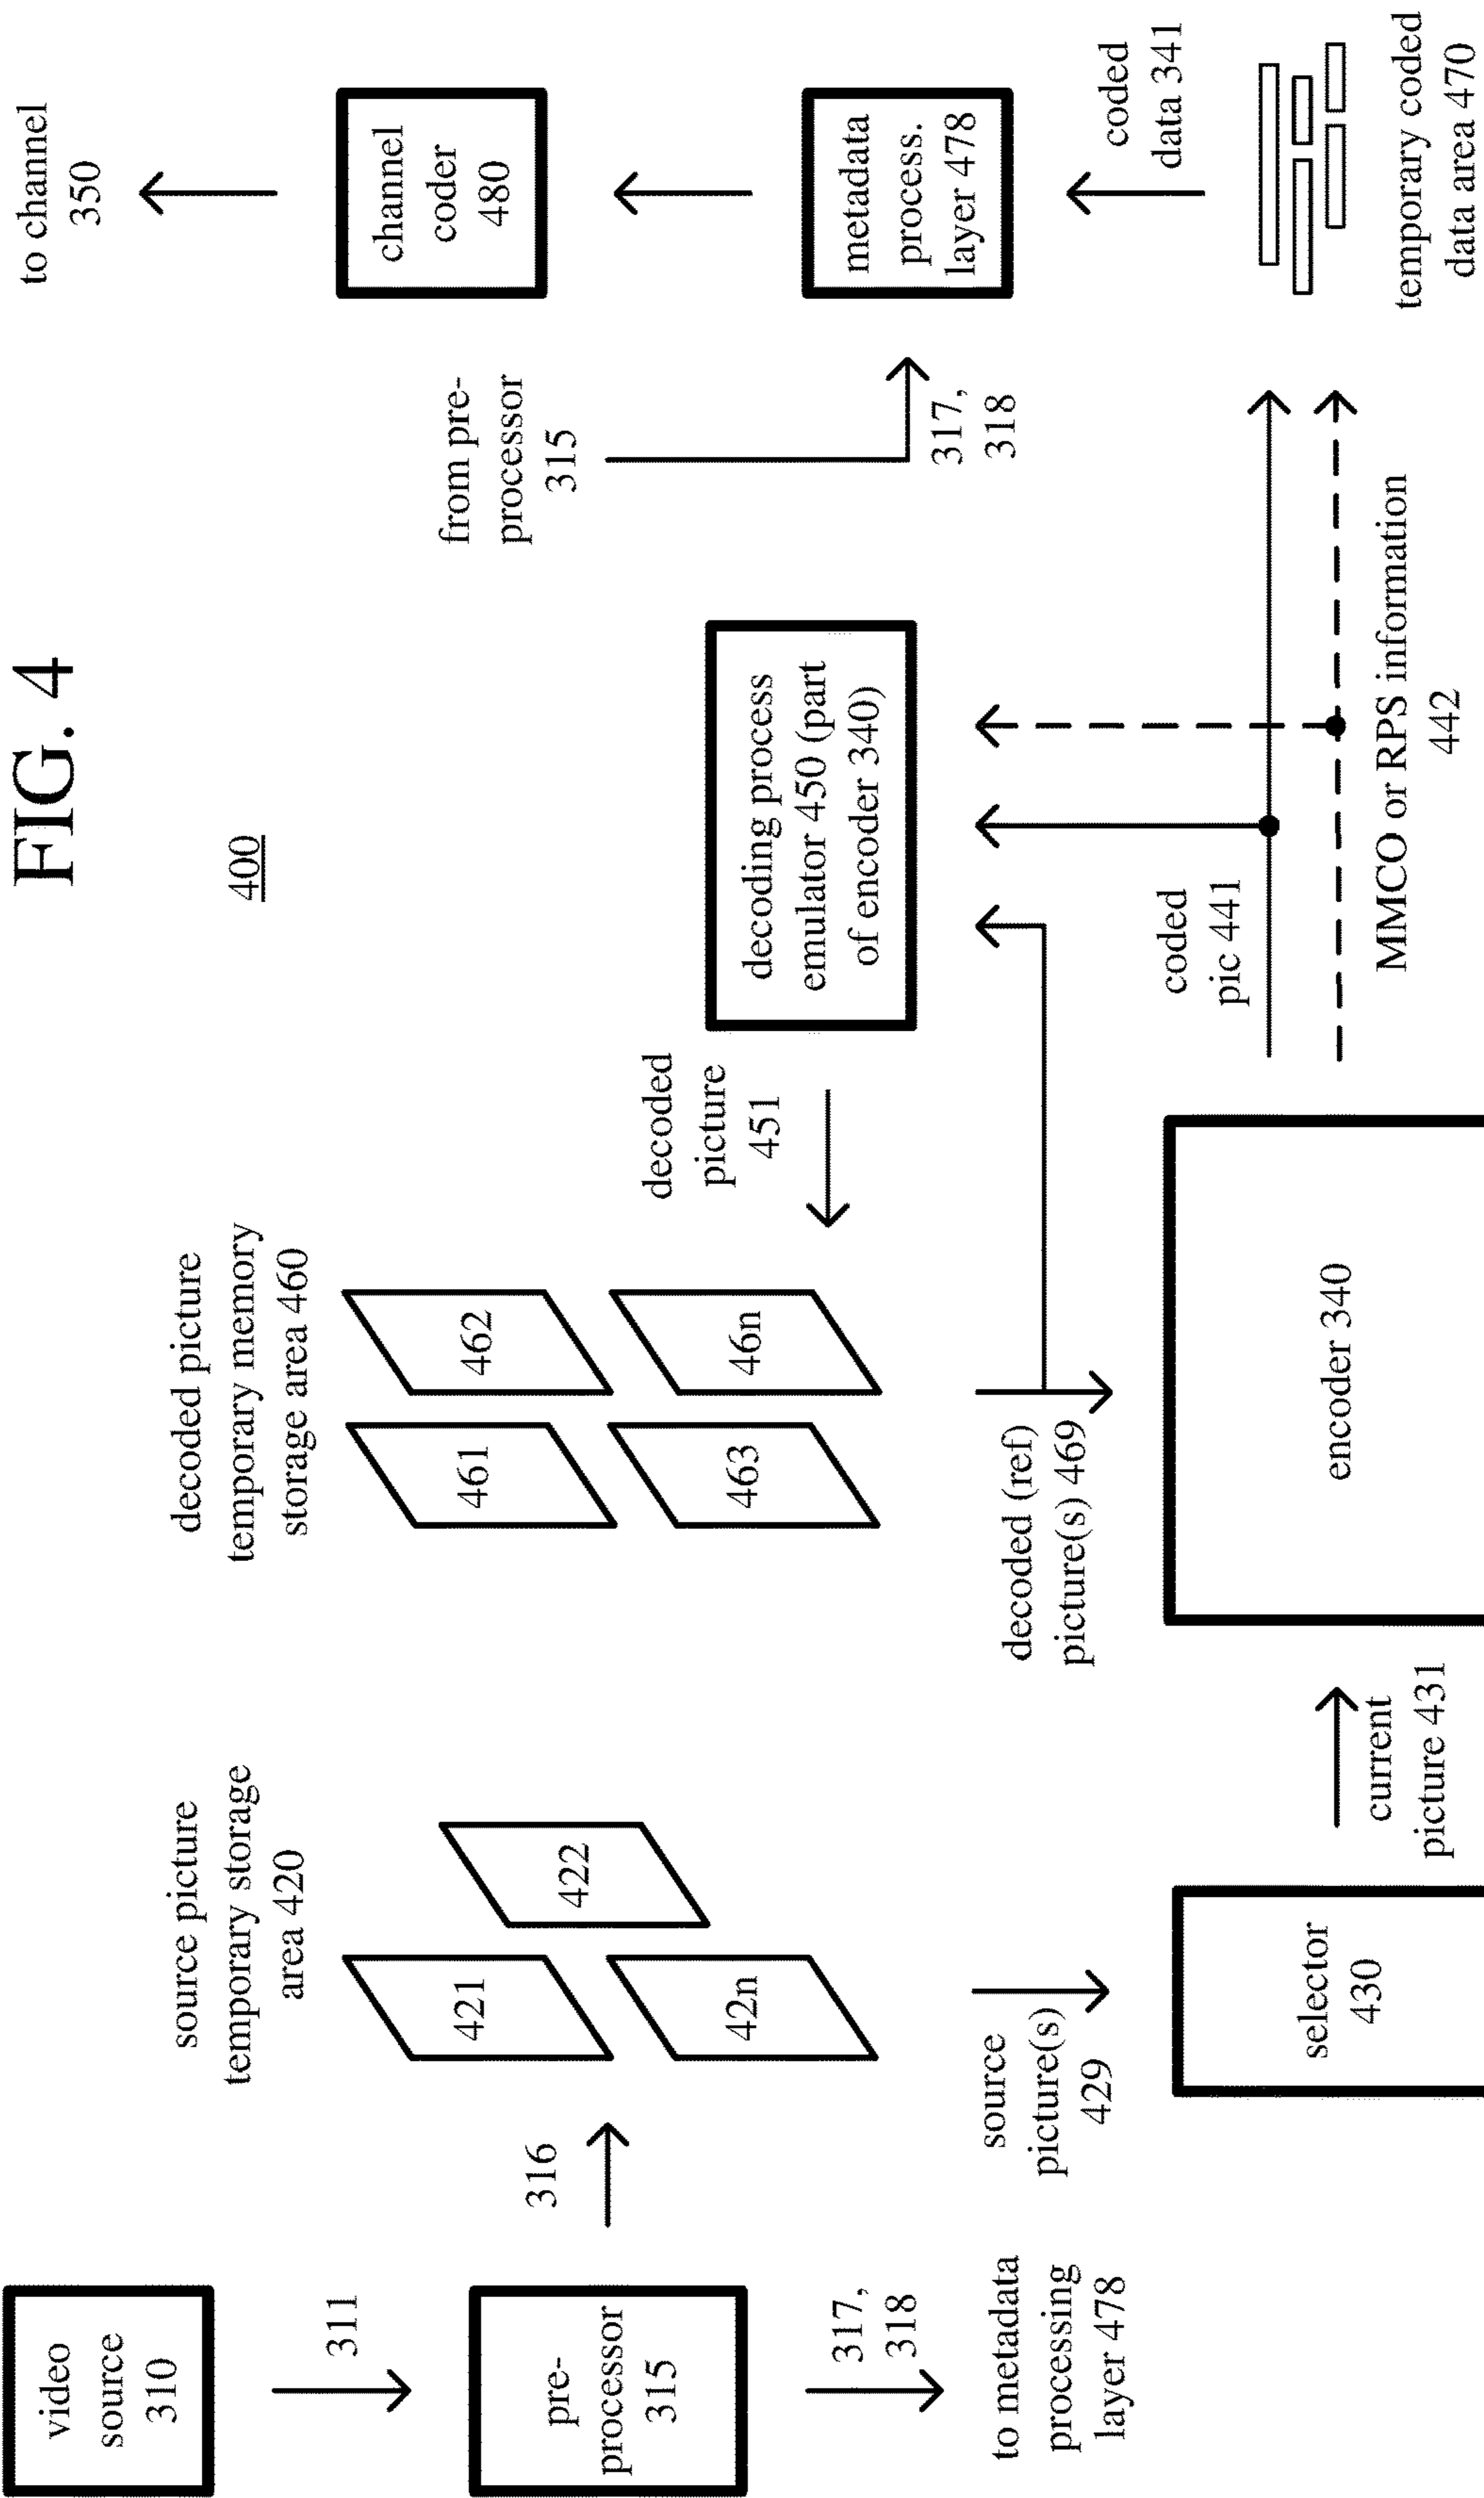 FIG. 4
400
video
source
310
311
pre-
processor
315
316
317,
318
to metadata
processing
layer 478
source picture
temporary storage
area 420
421
422
42n
source
picture(s)
429
selector
430
current
picture 431
decoded picture
temporary memory
storage area 460
461
462
463
46n
decoded (ref)
picture(s) 469
encoder 340
decoded
picture
451
decoding process
emulator 450 (part
of encoder 340)
coded
pic 441
MMCO or RPS information
442
from pre-
processor
315
317,
318
to channel
350
channel
coder
480
metadata
process.
layer 478
coded
data 341
temporary coded
data area 470